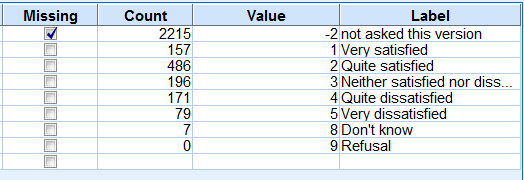 Missing Count Value Label
2215 -2 not asked this version
157 1 Very satisfied
486 2 Quite satisfied
196 3 Neither satisfied nor diss...
171 4 Quite dissatisfied
79 5 Very dissatisfied
7 8 Don't know
0 9 Refusal